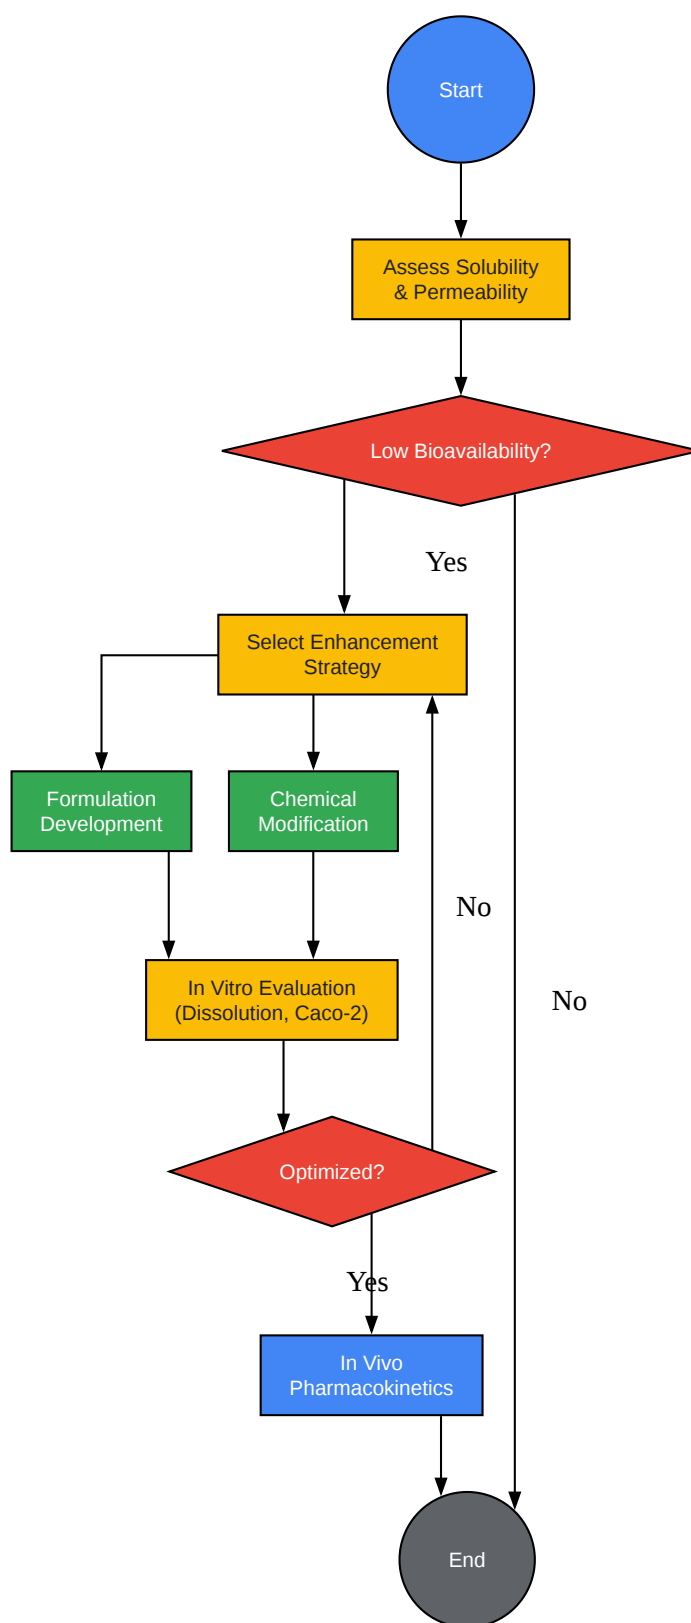 Start
Assess Solubility
& Permeability
Low Bioavailability?
Yes
Select Enhancement
Strategy
Formulation
Development
Chemical
Modification
No
In Vitro Evaluation
(Dissolution, Caco-2)
No
Optimized?
Yes
In Vivo
Pharmacokinetics
End